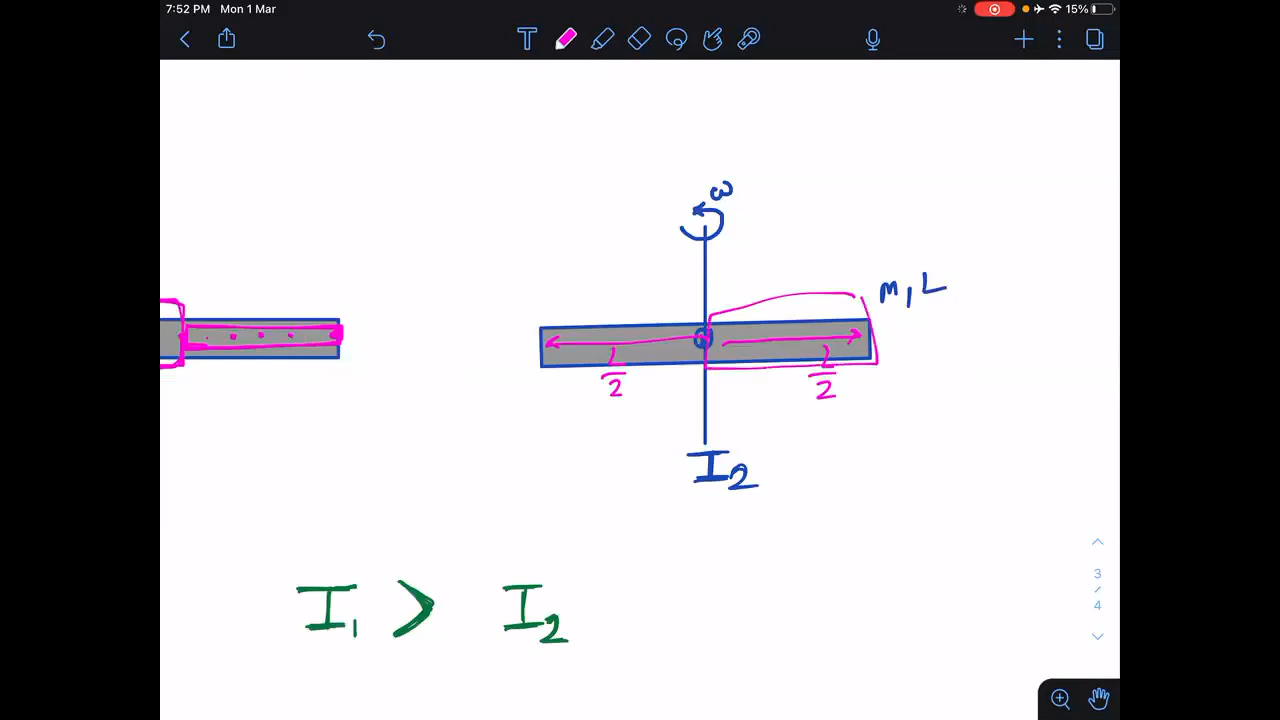 7:52 PM Mon 1 Mar
15%
T
ω
m, L
L/2
L/2
I₂
I₁ > I₂
3
/
4